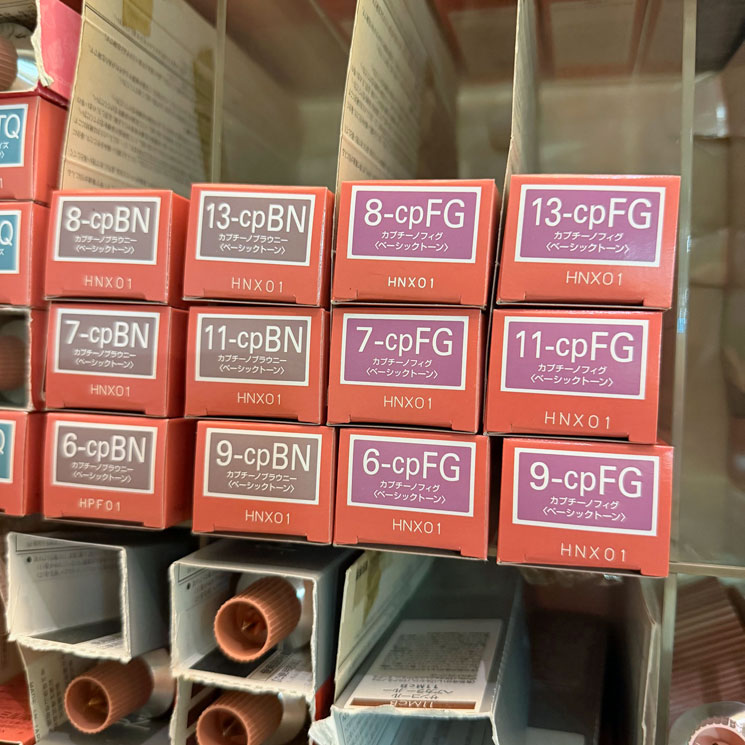 TQ
8-cpBN
カプチーノブラウニー
〈ベーシックトーン〉
HNX01
13-cpBN
カプチーノブラウニー
〈ベーシックトーン〉
HNX01
8-cpFG
カプチーノフィグ
〈ベーシックトーン〉
HNX01
13-cpFG
カプチーノフィグ
〈ベーシックトーン〉
HNX01
7-cpBN
カプチーノブラウニー
〈ベーシックトーン〉
HNX01
11-cpBN
カプチーノブラウニー
〈ベーシックトーン〉
HNX01
7-cpFG
カプチーノフィグ
〈ベーシックトーン〉
HNX01
11-cpFG
カプチーノフィグ
〈ベーシックトーン〉
HNX01
6-cpBN
カプチーノブラウニー
〈ベーシックトーン〉
HPF01
9-cpBN
カプチーノブラウニー
〈ベーシックトーン〉
HNX01
6-cpFG
カプチーノフィグ
〈ベーシックトーン〉
HNX01
9-cpFG
カプチーノフィグ
〈ベーシックトーン〉
HNX01